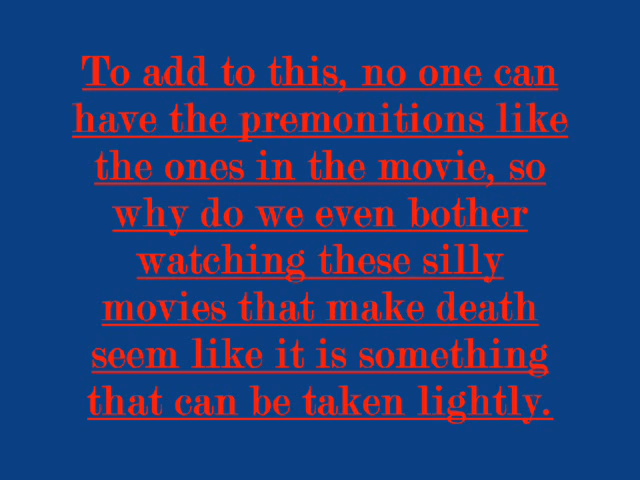 To add to this, no one can
have the premonitions like
the ones in the movie, so
why do we even bother
watching these silly
movies that make death
seem like it is something
that can be taken lightly.